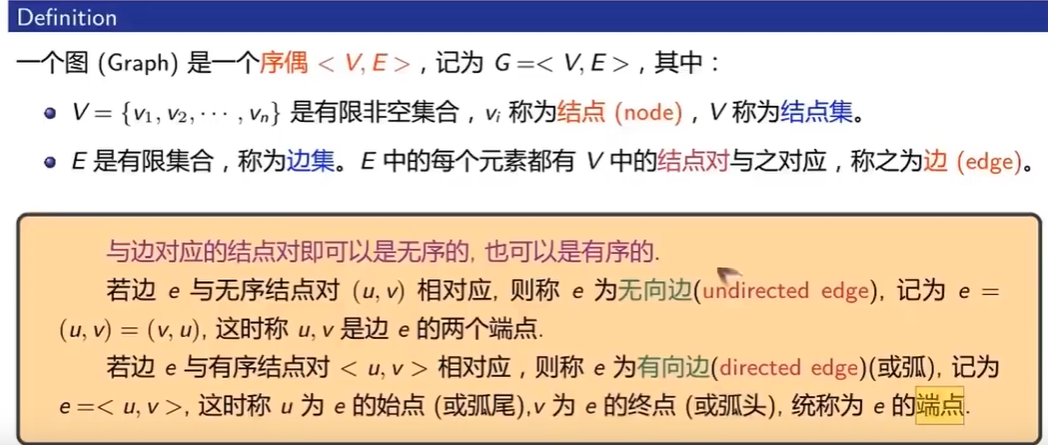 Definition
一个图 (Graph) 是一个序偶 < V, E >，记为 G =< V, E >，其中：
V = {v₁, v₂, ··· , vₙ} 是有限非空集合，vᵢ 称为结点 (node)，V 称为结点集。
E 是有限集合，称为边集。E 中的每个元素都有 V 中的结点对与之对应，称之为边 (edge)。
与边对应的结点对即可以是无序的, 也可以是有序的.
若边 e 与无序结点对 (u, v) 相对应, 则称 e 为无向边(undirected edge), 记为 e =
(u, v) = (v, u), 这时称 u, v 是边 e 的两个端点.
若边 e 与有序结点对 < u, v > 相对应，则称 e 为有向边(directed edge)(或弧), 记为
e =< u, v >, 这时称 u 为 e 的始点 (或弧尾),v 为 e 的终点 (或弧头), 统称为 e 的端点.